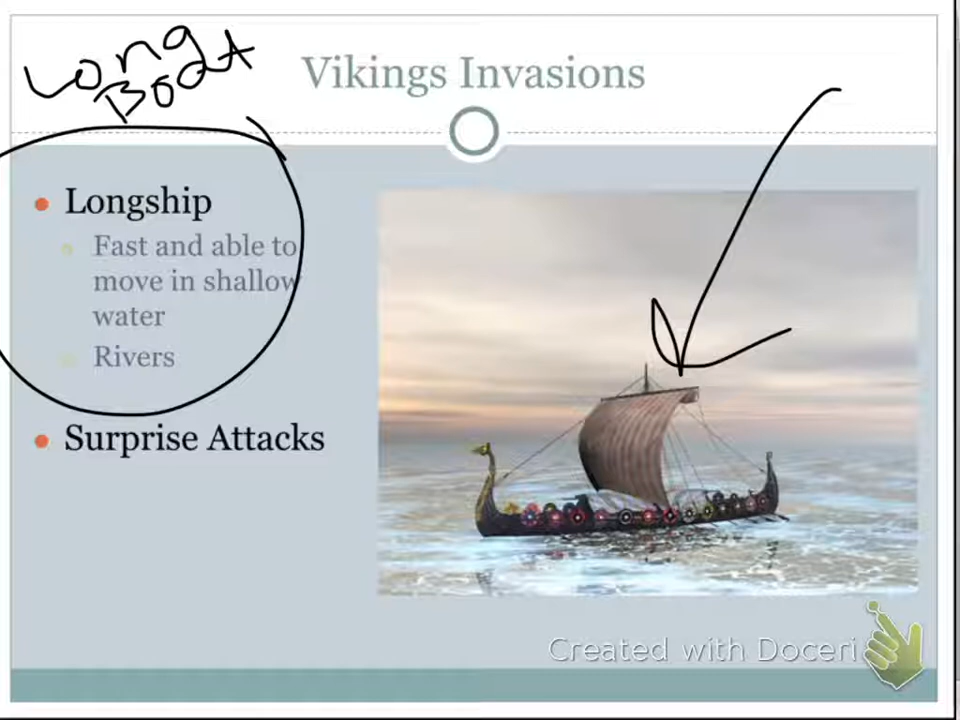 Long
Boat
Vikings Invasions
Longship
Fast and able to
move in shallow
water
Rivers
Surprise Attacks
Created with Doceri